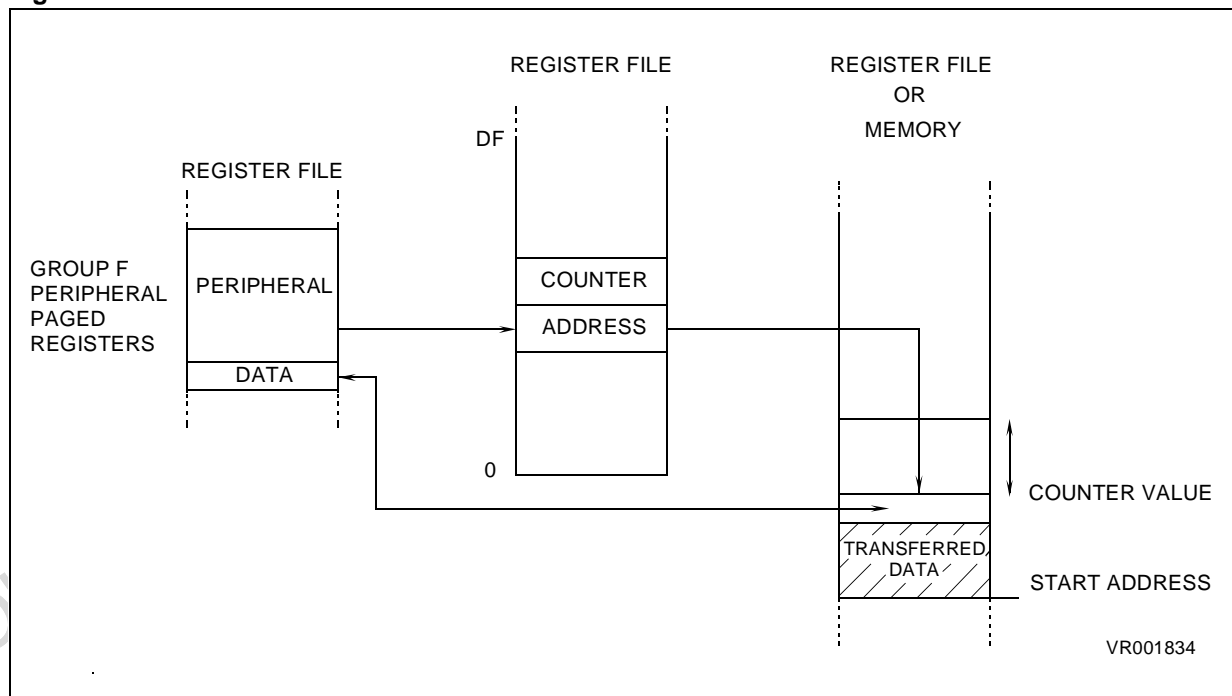 REGISTER FILE
REGISTER FILE
OR
MEMORY
DF
REGISTER FILE
GROUP F
PERIPHERAL
PAGED
REGISTERS
PERIPHERAL
DATA
COUNTER
ADDRESS
0
COUNTER VALUE
TRANSFERRED
DATA
START ADDRESS
VR001834